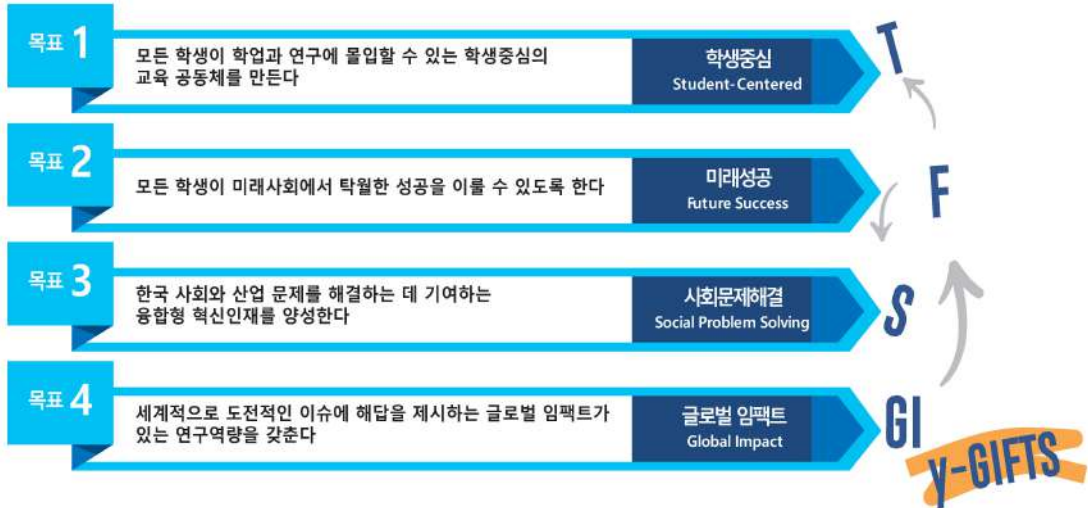 목표 1
모든 학생이 학업과 연구에 몰입할 수 있는 학생중심의
교육 공동체를 만든다
학생중심
Student-Centered
T
목표 2
모든 학생이 미래사회에서 탁월한 성공을 이룰 수 있도록 한다
미래성공
Future Success
F
목표 3
한국 사회와 산업 문제를 해결하는 데 기여하는
융합형 혁신인재를 양성한다
사회문제해결
Social Problem Solving
S
목표 4
세계적으로 도전적인 이슈에 해답을 제시하는 글로벌 임팩트가
있는 연구역량을 갖춘다
글로벌 임팩트
Global Impact
GI
y-GIFTS